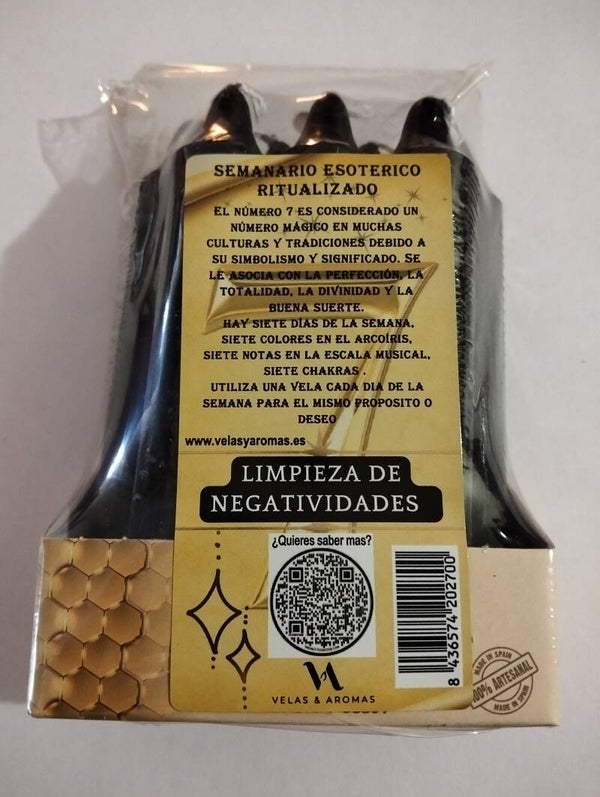 SEMANARIO ESOTERICO
RITUALIZADO
EL NÚMERO 7 ES CONSIDERADO UN
NÚMERO MÁGICO EN MUCHAS
CULTURAS Y TRADICIONES DEBIDO A
SU SIMBOLISMO Y SIGNIFICADO. SE
LE ASOCIA CON LA PERFECCIÓN, LA
TOTALIDAD, LA DIVINIDAD Y LA
BUENA SUERTE.
HAY SIETE DÍAS DE LA SEMANA,
SIETE COLORES EN EL ARCOÍRIS,
SIETE NOTAS EN LA ESCALA MUSICAL,
SIETE CHAKRAS .
UTILIZA UNA VELA CADA DIA DE LA
SEMANA PARA EL MISMO PROPOSITO O
DESEO
www.velasyaromas.es
LIMPIEZA DE
NEGATIVIDADES
¿Quieres saber mas?
8 436574 202700
VELAS & AROMAS
MADE IN SPAIN
100% ARTESANAL
MADE IN SPAIN